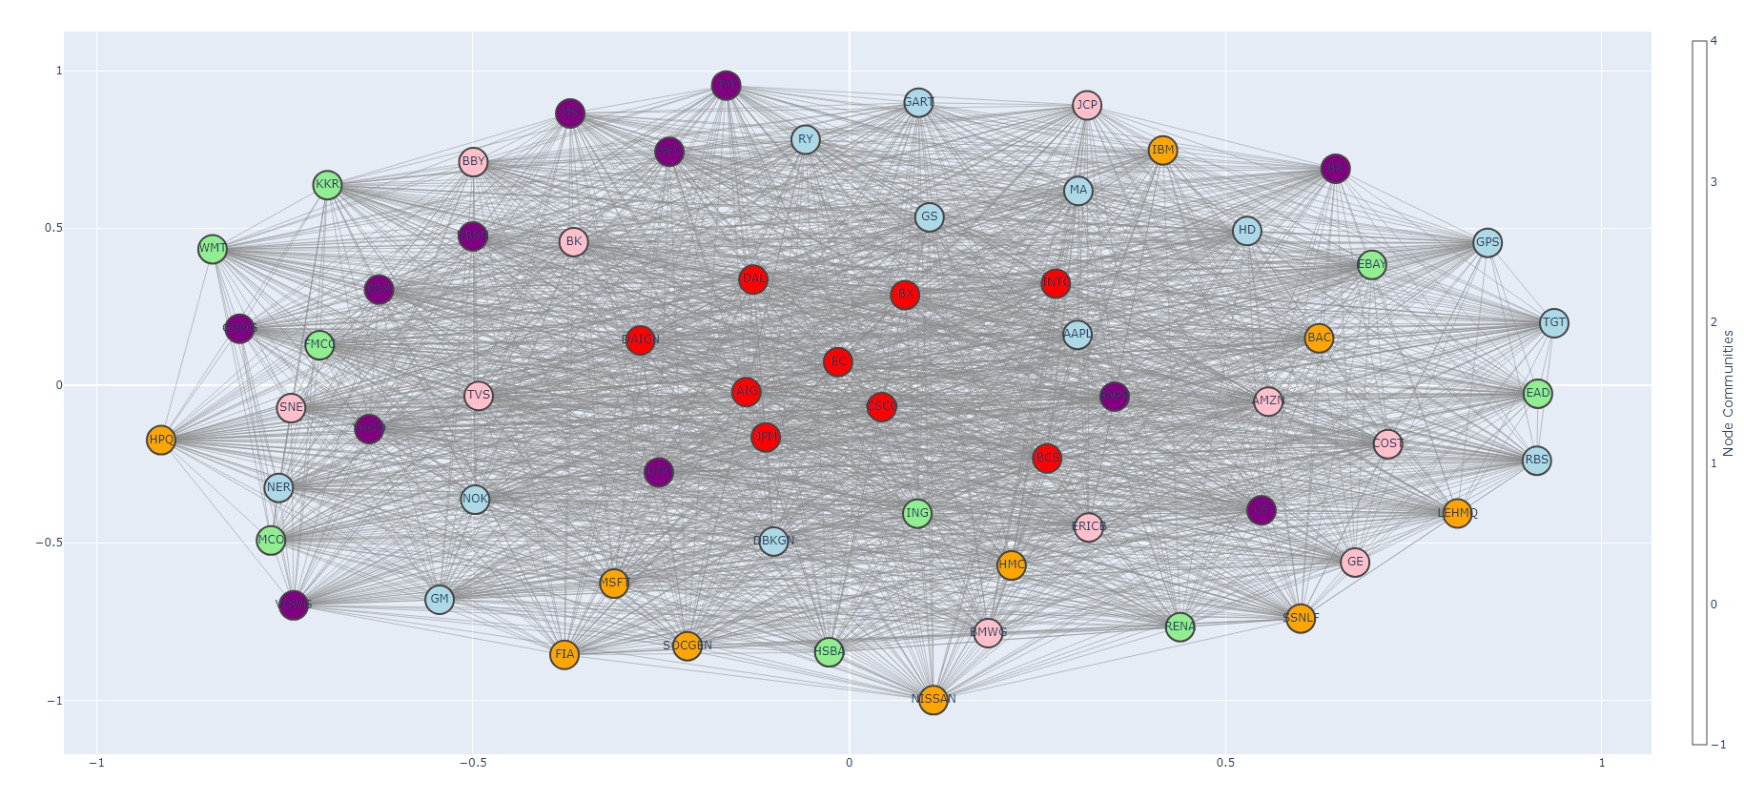 1
GART
JCP
RY
IBM
BBY
KKR
MA
GS
0.5
HD
BK
GPS
WMT
EBAY
DAL
INTC
BX
TGT
AAPL
BAC
DAIGN
FMCC
EC
0
AIG
EAD
TVS
AMZN
SNE
CSCO
JPM
HPQ
COST
BCS
RBS
NER
NOK
ING
LEHMQ
ERICB
−0.5
MCO
DBKGN
GE
HMC
MSFT
GM
SSNLF
RENA
BMWG
SOCGEN
HSBA
FIA
NISSAN
−1
−1
−0.5
0
0.5
1
4
3
2
1
0
−1
Node Communities